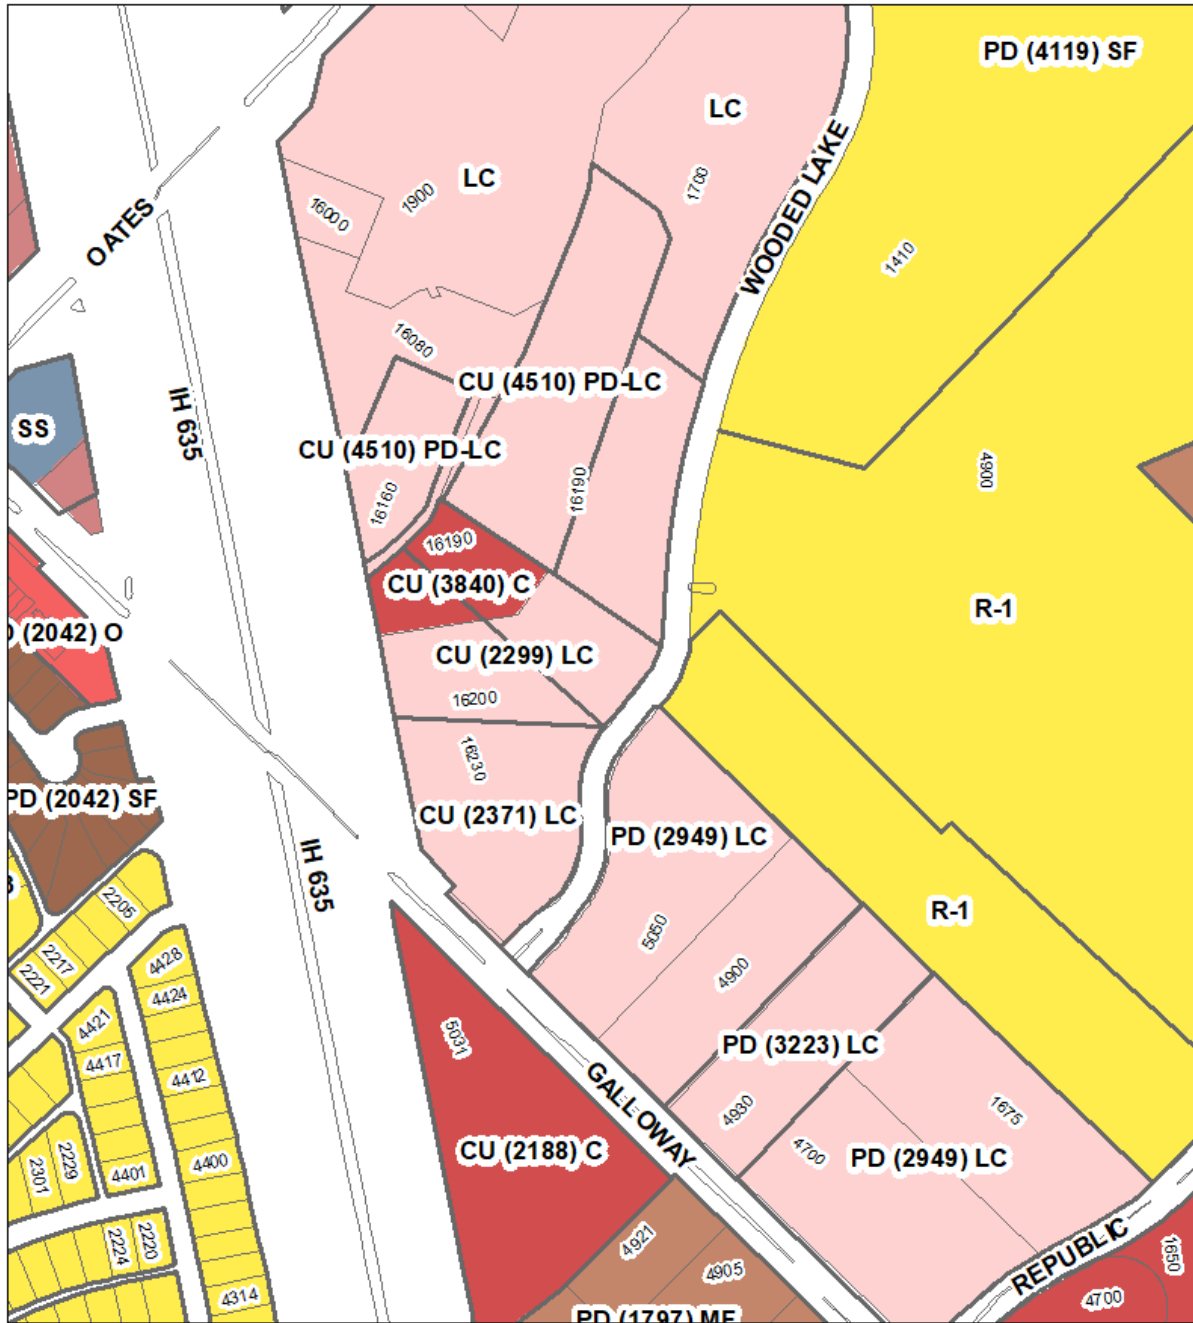 PD (4119) SF
LC
LC
1700
WOODED LAKE
1600
1900
OATES
1410
16080
CU (4510) PD-LC
IH 635
SS
CU (4510) PD-LC
4900
16160
16190
16190
CU (3840) C
R-1
D (2042) O
CU (2299) LC
16200
16230
PD (2042) SF
CU (2371) LC
PD (2949) LC
IH 635
2205
R-1
5050
2217
2221
4428
4900
4424
4421
5031
PD (3223) LC
4417
4412
GALLOWAY
4930
1675
CU (2188) C
4700
PD (2949) LC
2229
2301
4401
4400
2224
2220
4921
4905
REPUBLIC
1650
4314
4700
PD (1797) MF